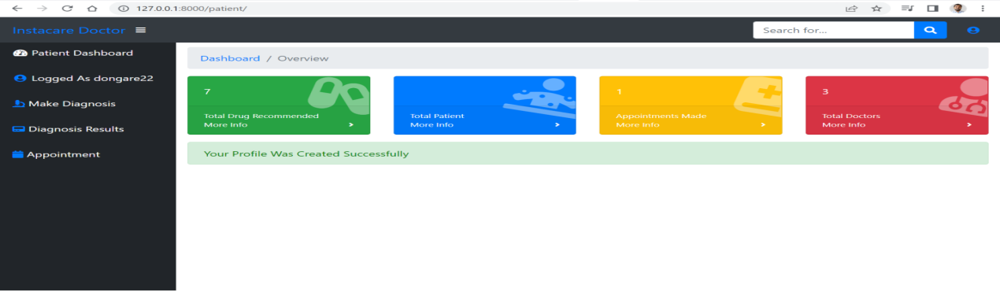 127.0.0.1:8000/patient/
Instacare Doctor
Search for...
Patient Dashboard
Logged As dongare22
Make Diagnosis
Diagnosis Results
Appointment
Dashboard / Overview
7
Total Drug Recommended
More Info >
Total Patient
More Info >
1
Appointments Made
More Info >
3
Total Doctors
More Info >
Your Profile Was Created Successfully